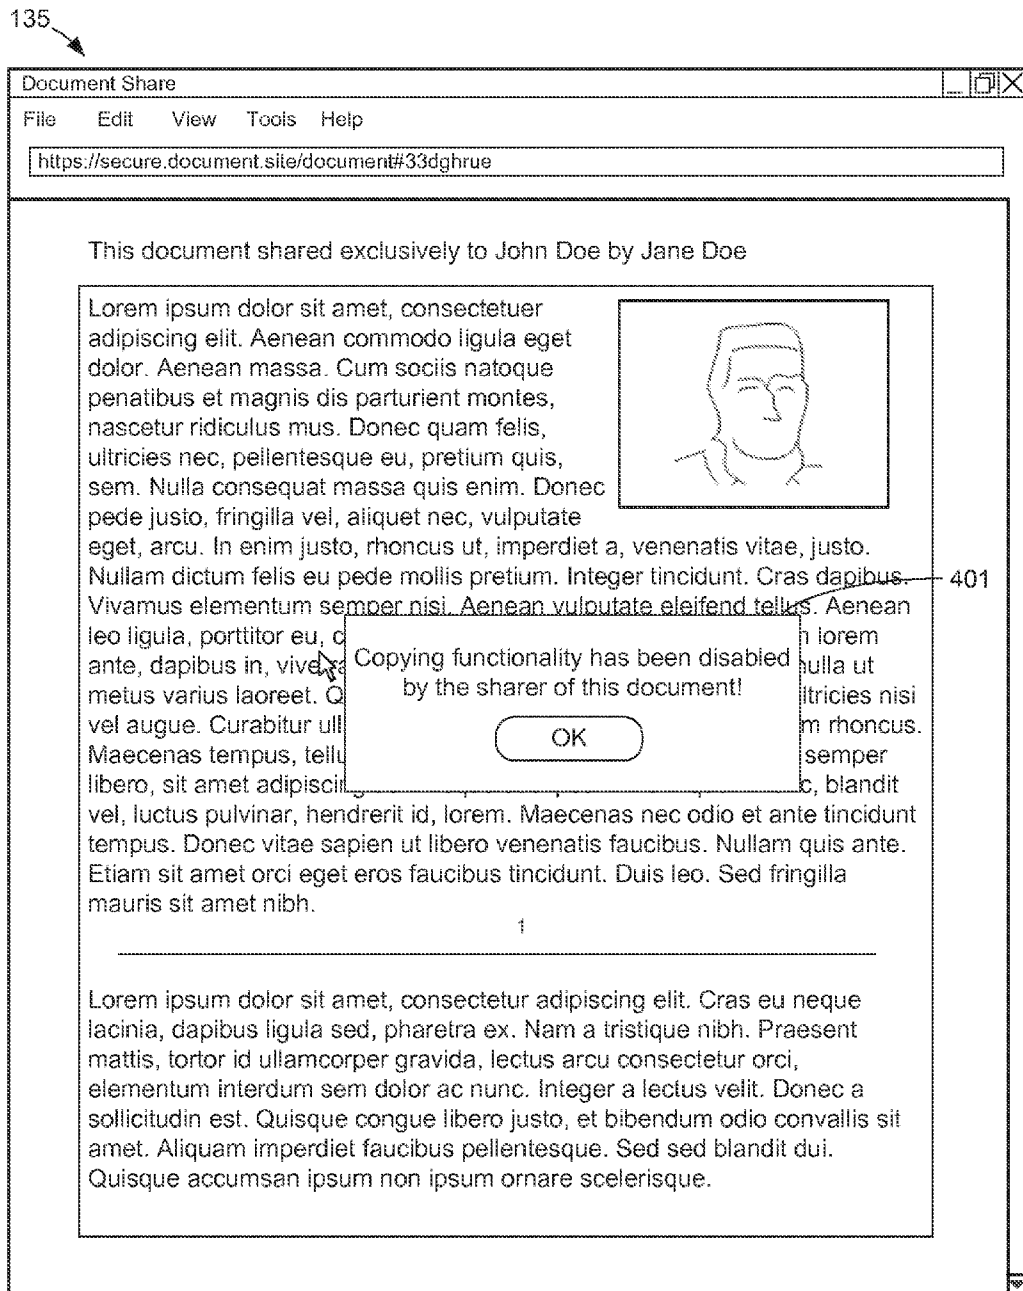 135
Document Share
File Edit View Tools Help
https://secure.document.site/document#33dghrue
This document shared exclusively to John Doe by Jane Doe
Lorem ipsum dolor sit amet, consectetuer
adipiscing elit. Aenean commodo ligula eget
dolor. Aenean massa. Cum sociis natoque
penatibus et magnis dis parturient montes,
nascetur ridiculus mus. Donec quam felis,
ultricies nec, pellentesque eu, pretium quis,
sem. Nulla consequat massa quis enim. Donec
pede justo, fringilla vel, aliquet nec, vulputate
eget, arcu. In enim justo, rhoncus ut, imperdiet a, venenatis vitae, justo.
Nullam dictum felis eu pede mollis pretium. Integer tincidunt. Cras dapibus.
401
Vivamus elementum semper nisi. Aenean vulputate eleifend tellus. Aenean
leo ligula, porttitor eu, lorem
ante, dapibus in, nulla ut
metus varius laoreet. nisi
vel augue. Curabitur rhoncus.
Maecenas tempus, semper
libero, sit amet blandit
Copying functionality has been disabled
by the sharer of this document!
OK
vel, luctus pulvinar, hendrerit id, lorem. Maecenas nec odio et ante tincidunt
tempus. Donec vitae sapien ut libero venenatis faucibus. Nullam quis ante.
Etiam sit amet orci eget eros faucibus tincidunt. Duis leo. Sed fringilla
mauris sit amet nibh.
1
Lorem ipsum dolor sit amet, consectetur adipiscing elit. Cras eu neque
lacinia, dapibus ligula sed, pharetra ex. Nam a tristique nibh. Praesent
mattis, tortor id ullamcorper gravida, lectus arcu consectetur orci,
elementum interdum sem dolor ac nunc. Integer a lectus velit. Donec a
sollicitudin est. Quisque congue libero justo, et bibendum odio convallis sit
amet. Aliquam imperdiet faucibus pellentesque. Sed sed blandit dui.
Quisque accumsan ipsum non ipsum ornare scelerisque.